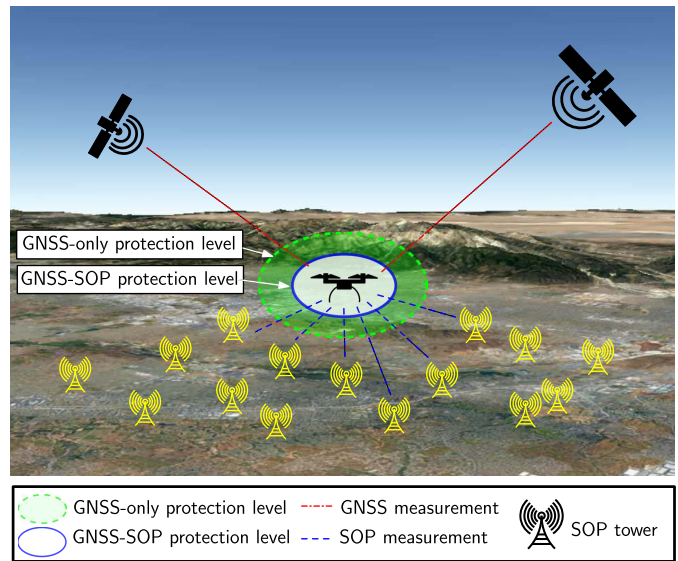 GNSS-only protection level
GNSS-SOP protection level
GNSS-only protection level
GNSS measurement
SOP tower
GNSS-SOP protection level
SOP measurement